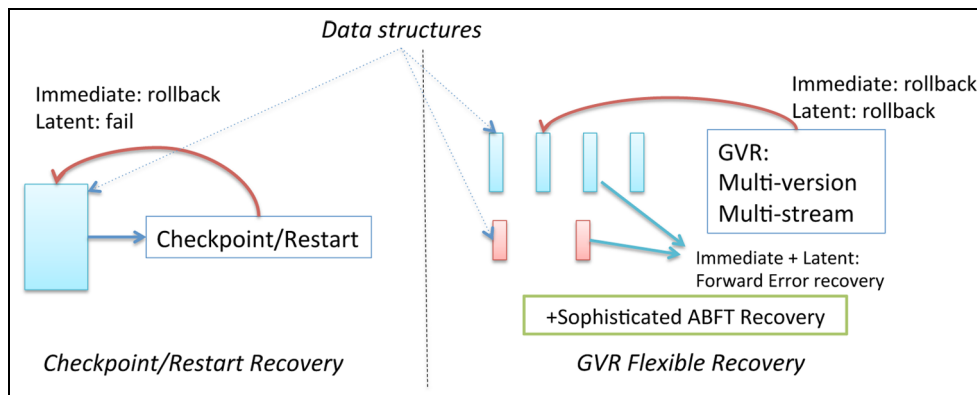 Data structures
Immediate: rollback
Latent: fail
Checkpoint/Restart
Checkpoint/Restart Recovery
Immediate: rollback
Latent: rollback
GVR:
Multi-version
Multi-stream
Immediate + Latent:
Forward Error recovery
+Sophisticated ABFT Recovery
GVR Flexible Recovery